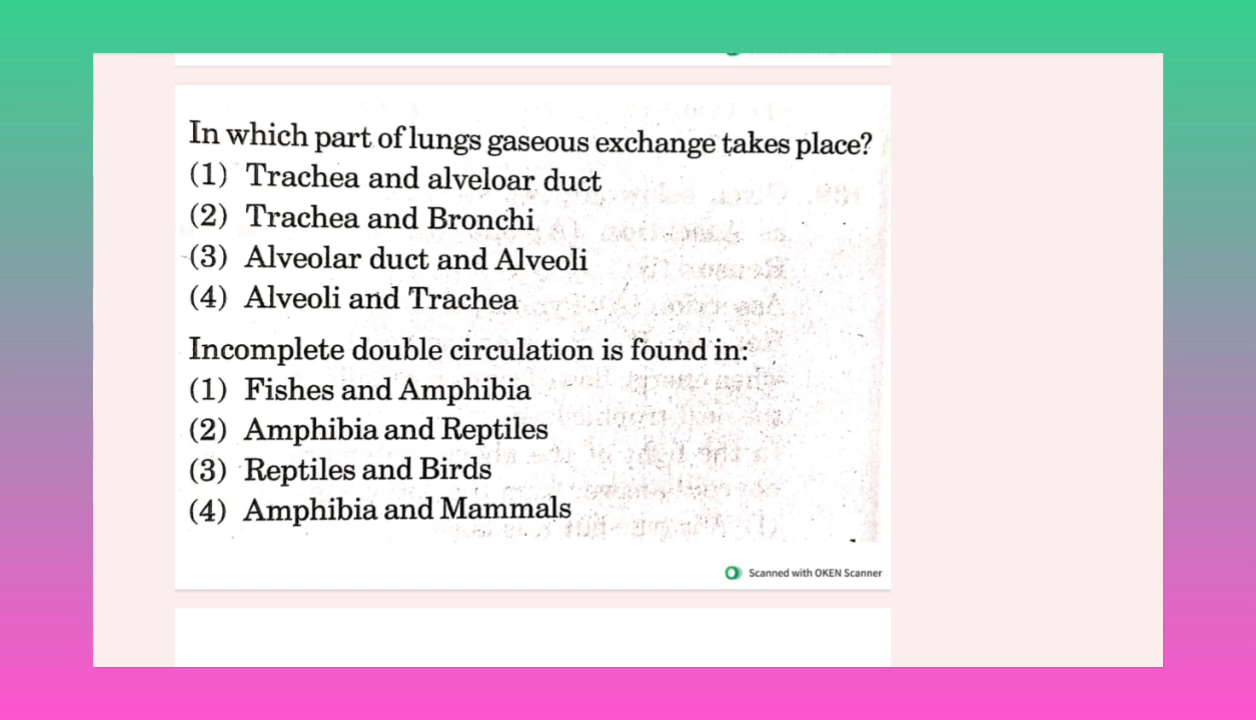 In which part of lungs gaseous exchange takes place?
(1) Trachea and alveloar duct
(2) Trachea and Bronchi
(3) Alveolar duct and Alveoli
(4) Alveoli and Trachea
Incomplete double circulation is found in:
(1) Fishes and Amphibia
(2) Amphibia and Reptiles
(3) Reptiles and Birds
(4) Amphibia and Mammals
Scanned with OKEN Scanner